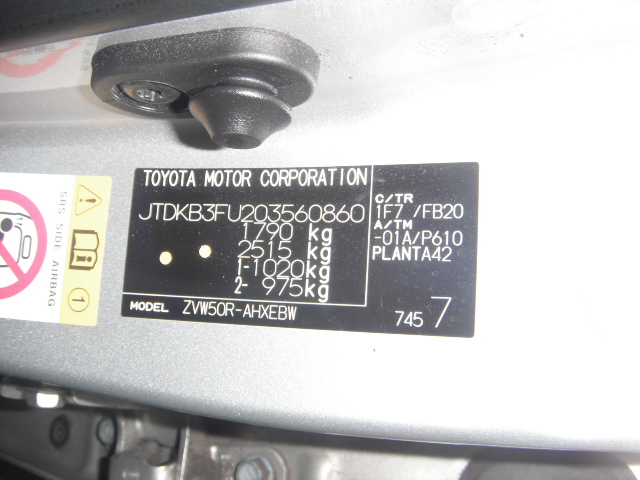 TOYOTA MOTOR CORPORATION
JTDKB3FU203560860
1790 kg
2515 kg
1-1020kg
2- 975kg
MODEL ZVW50R-AHXEBW
C/TR
1F7 /FB20
A/TM
-01A/P610
PLANTA42
745 7
SRS SIDE AIRBAG
1